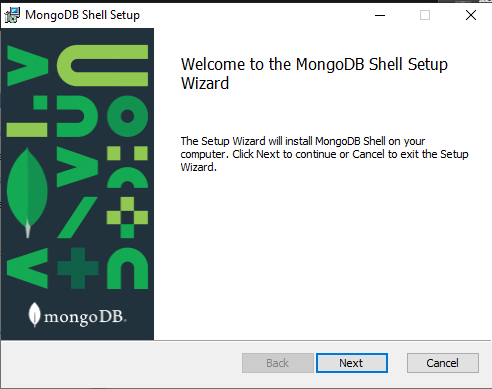 MongoDB Shell Setup
Welcome to the MongoDB Shell Setup
Wizard
The Setup Wizard will install MongoDB Shell on your
computer. Click Next to continue or Cancel to exit the Setup
Wizard.
mongoDB.
Back
Next
Cancel